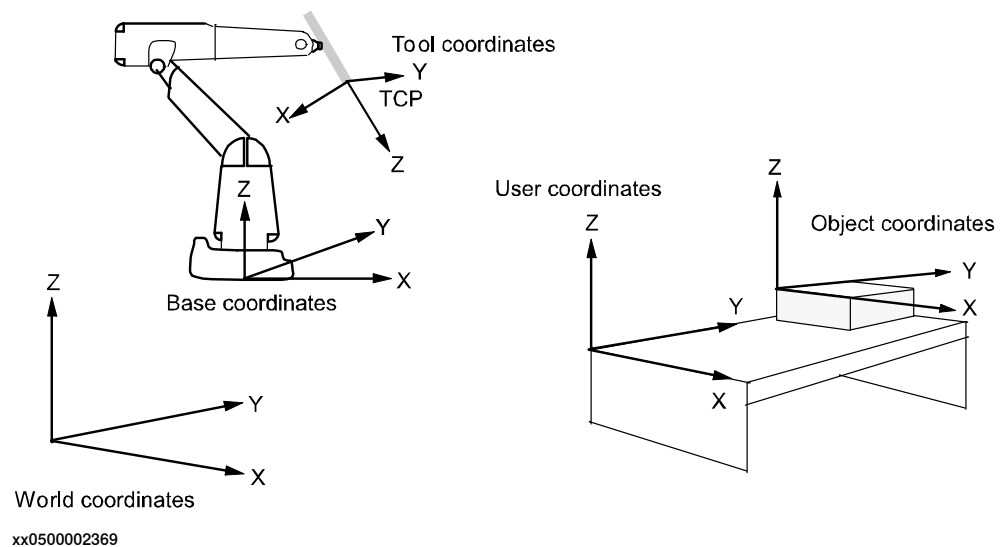 Tool coordinates
Y
TCP
X
Z
User coordinates
Z
Object coordinates
Z
Y
Z
Y
X
X
Base coordinates
Z
Y
X
Y
X
World coordinates
xx0500002369